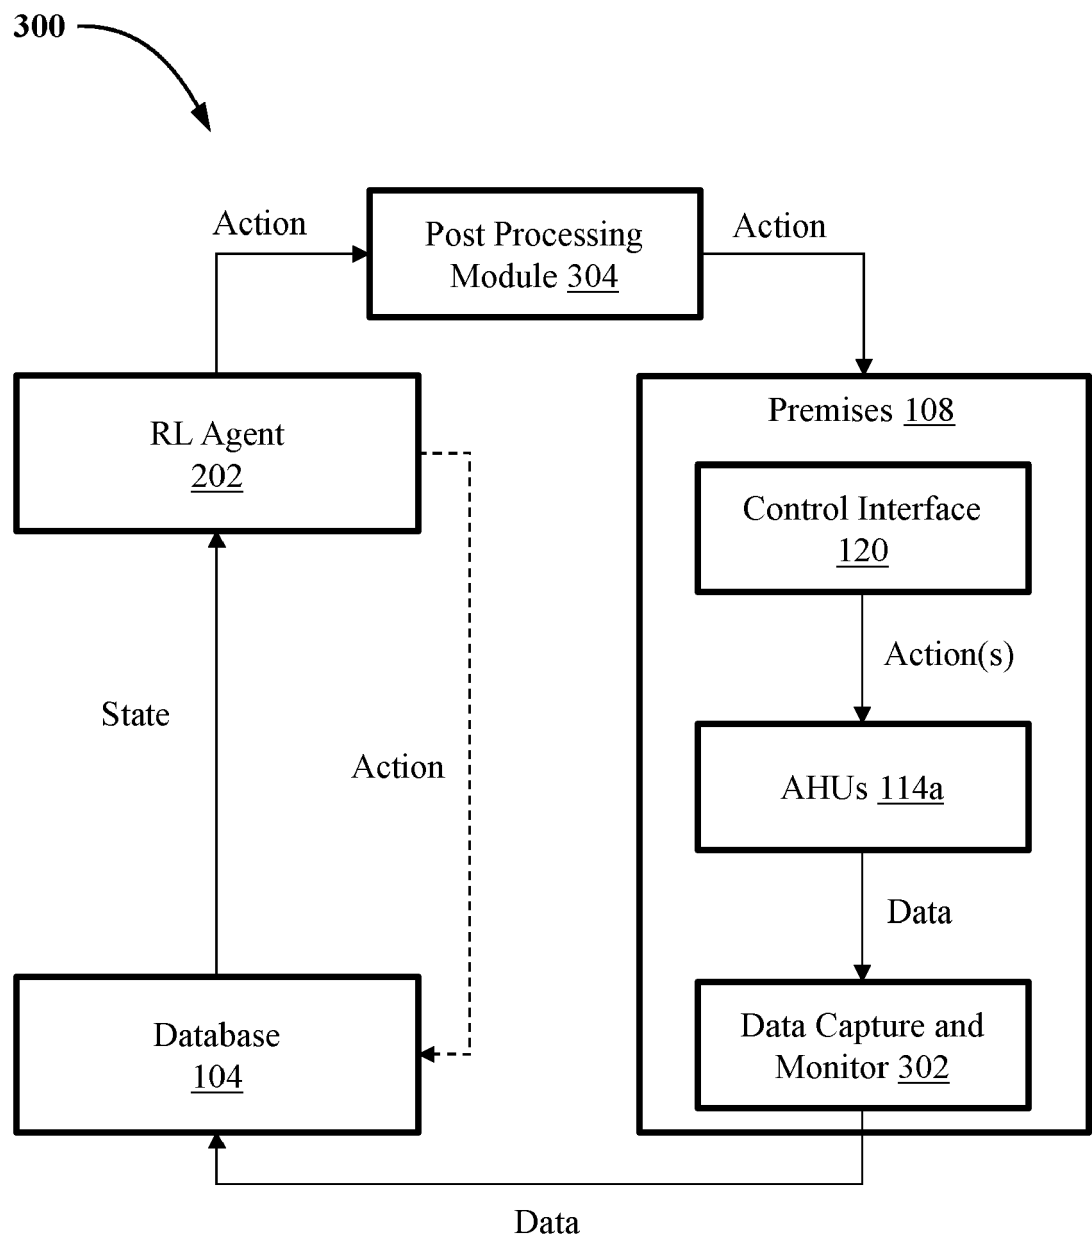 300
Action
Post Processing
Module 304
Action
RL Agent
202
Premises 108
Control Interface
120
Action(s)
State
Action
AHUs 114a
Data
Database
104
Data Capture and
Monitor 302
Data